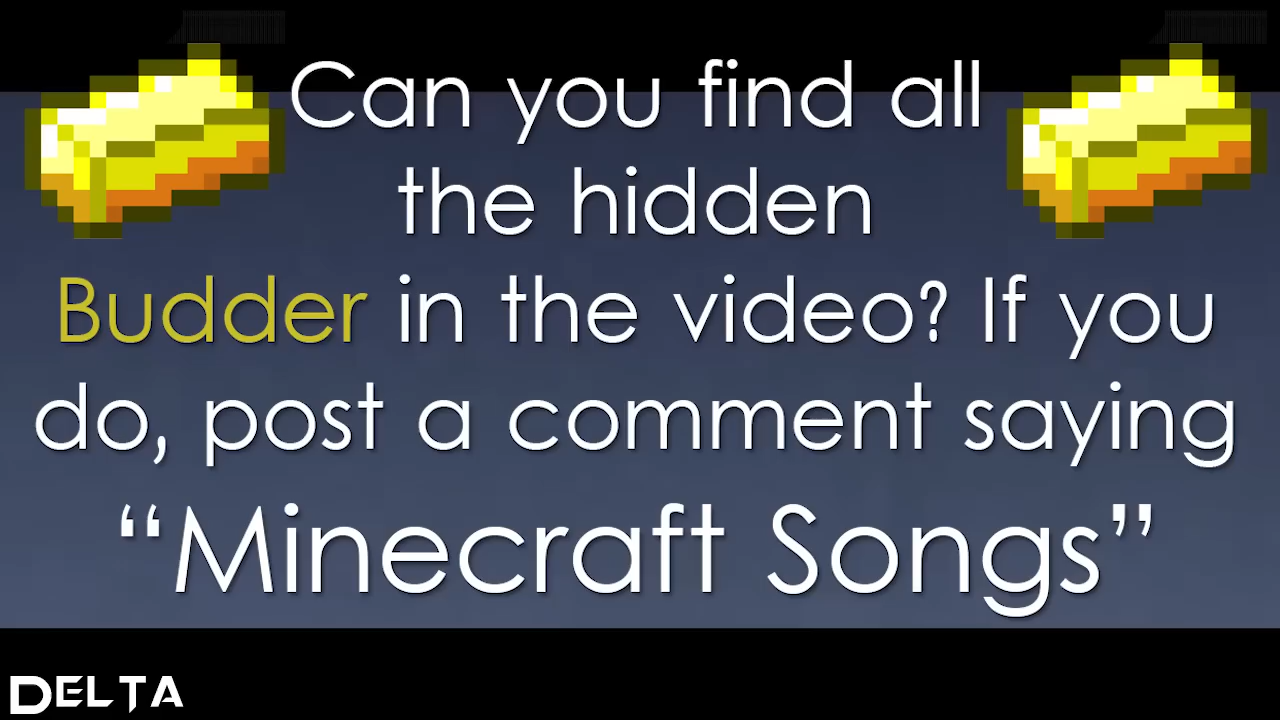 Can you find all
the hidden
Budder in the video? If you
do, post a comment saying
“Minecraft Songs”
DELTA